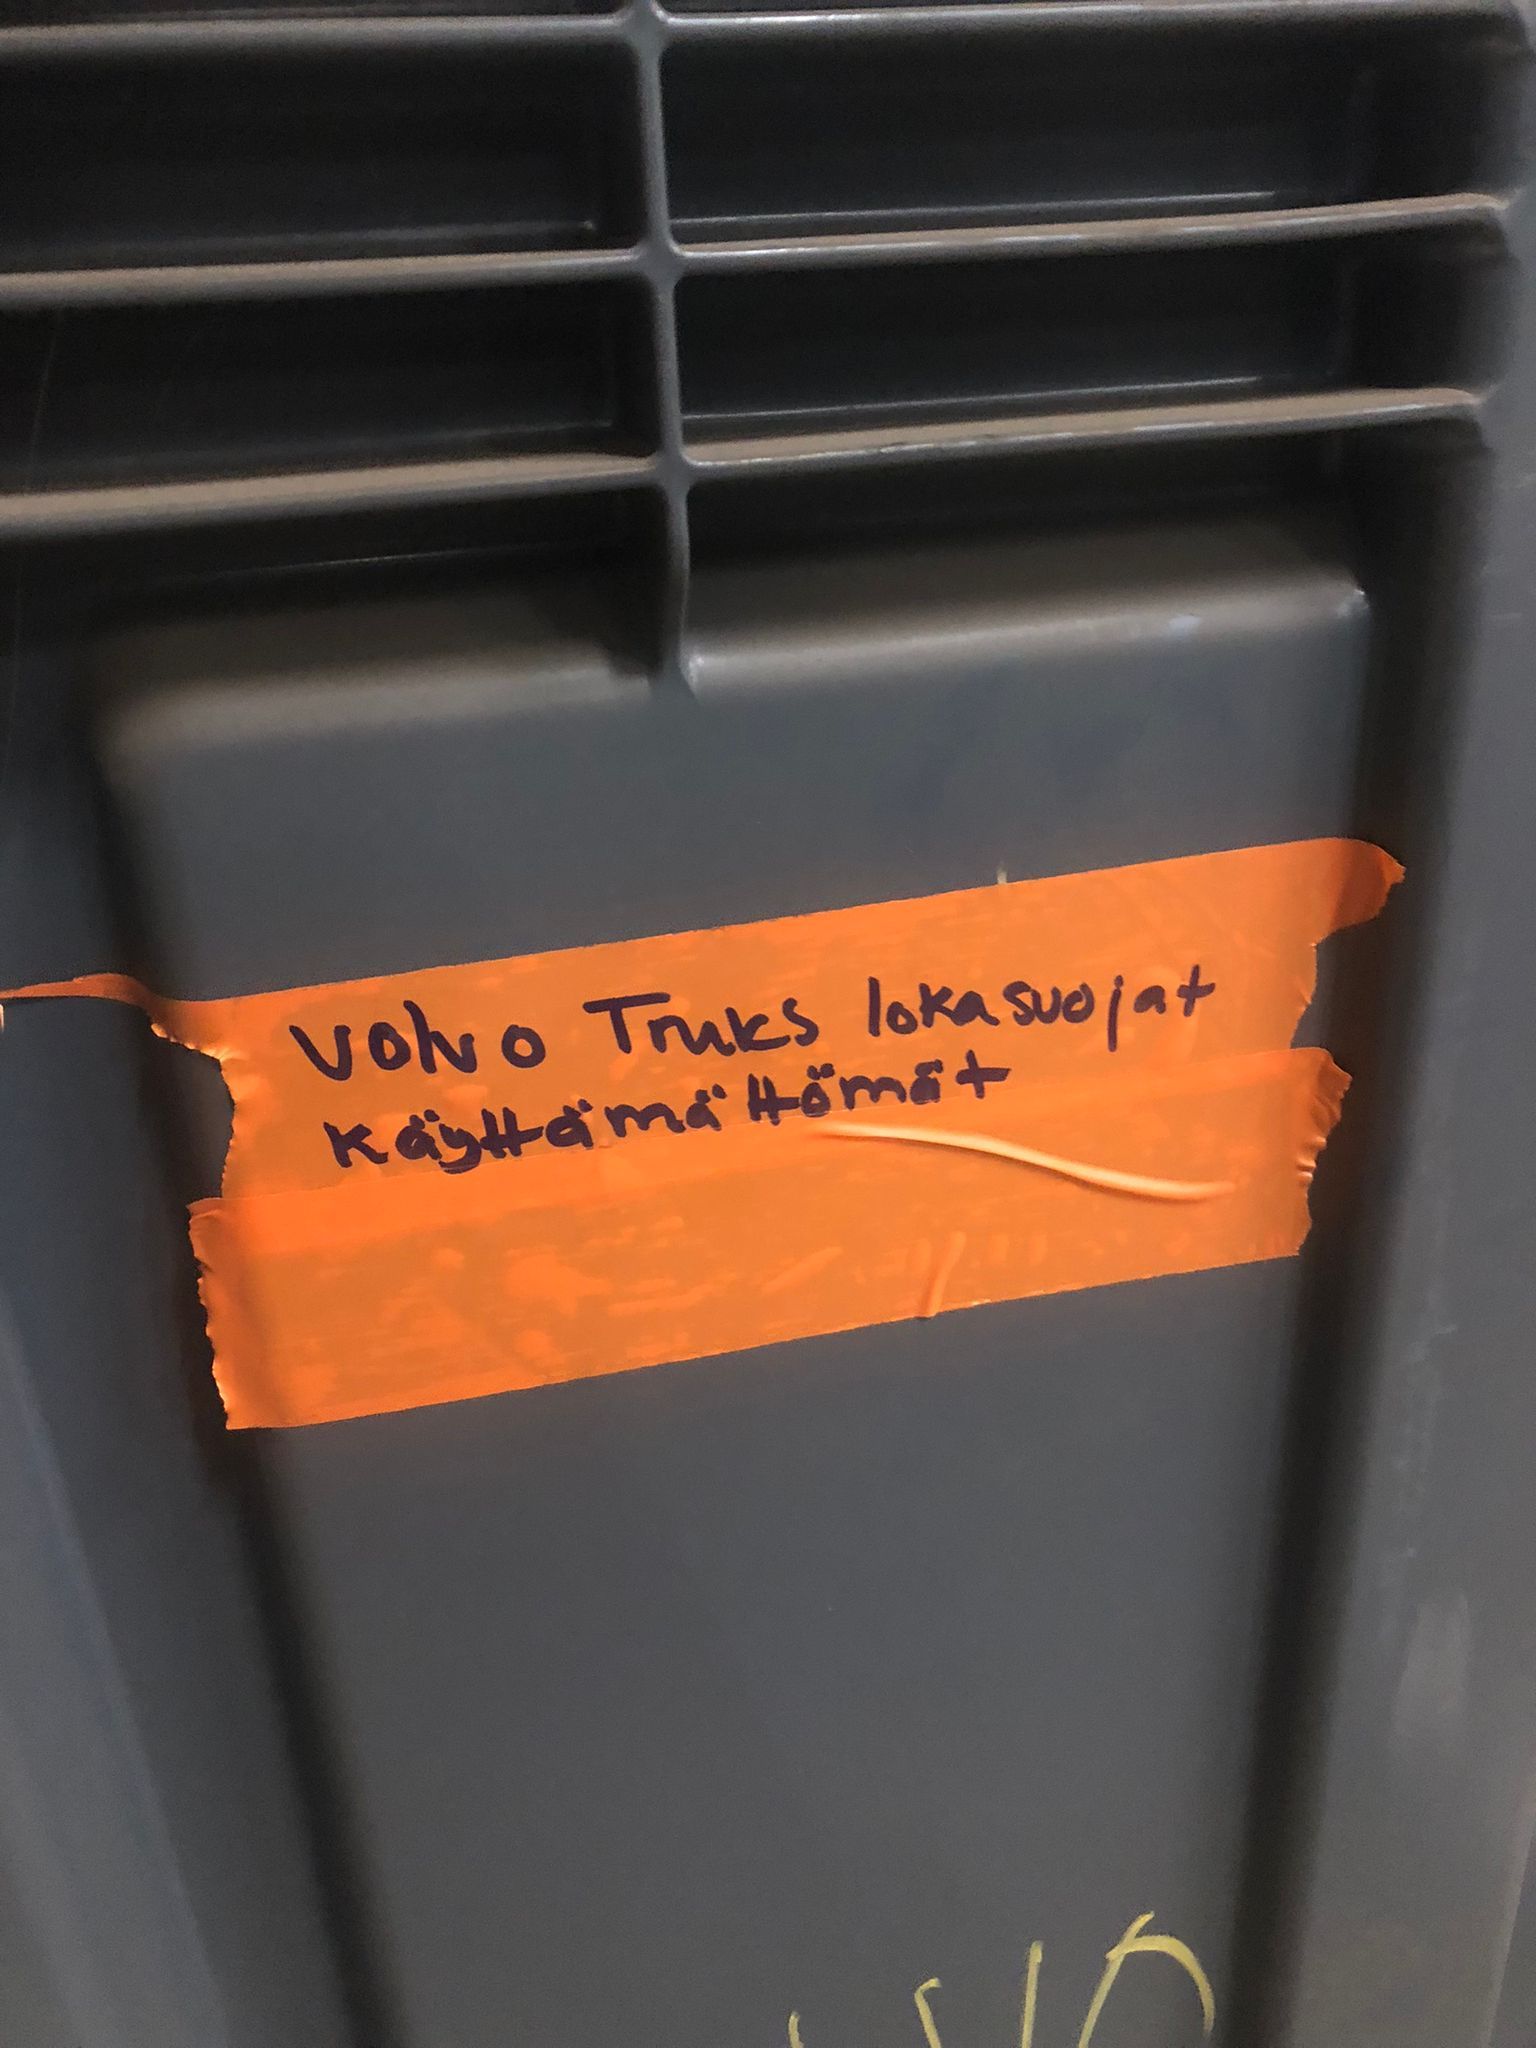 Volvo Truks lokasuojat
käyttämättömät